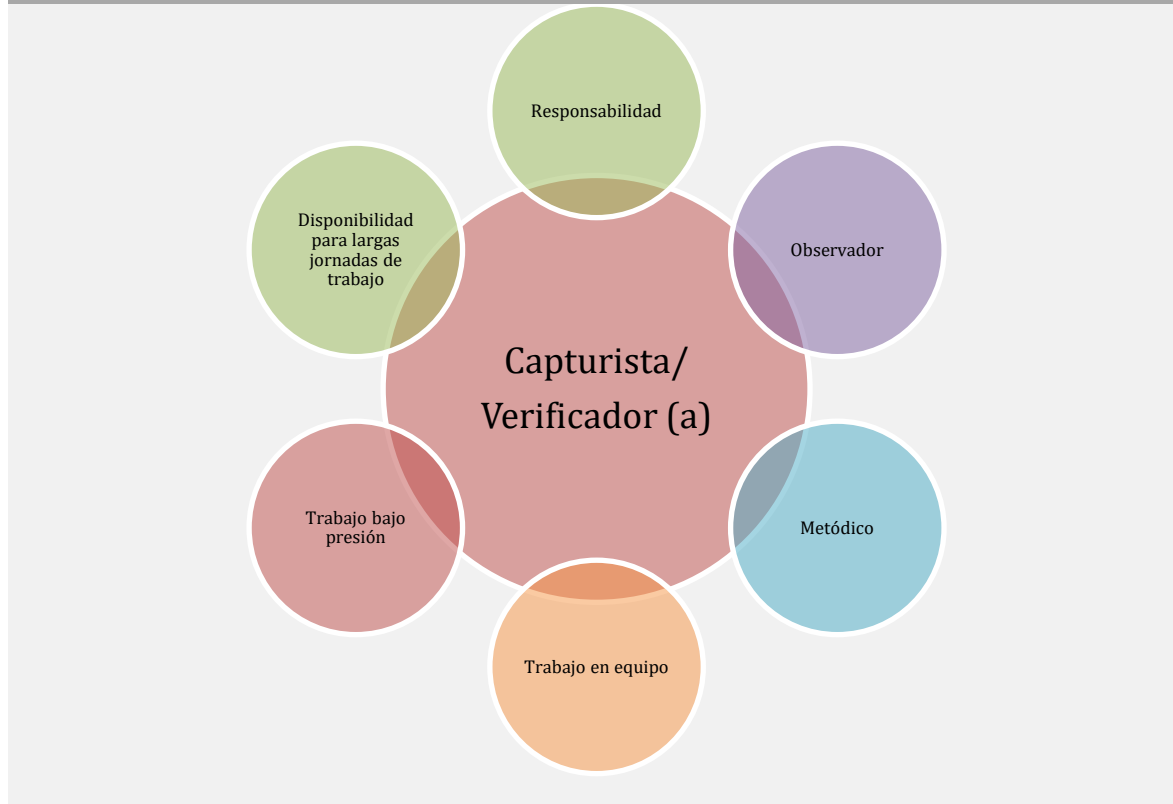 Responsabilidad
Observador
Metódico
Trabajo en equipo
Trabajo bajo
presión
Disponibilidad
para largas
jornadas de
trabajo
Capturista/
Verificador (a)